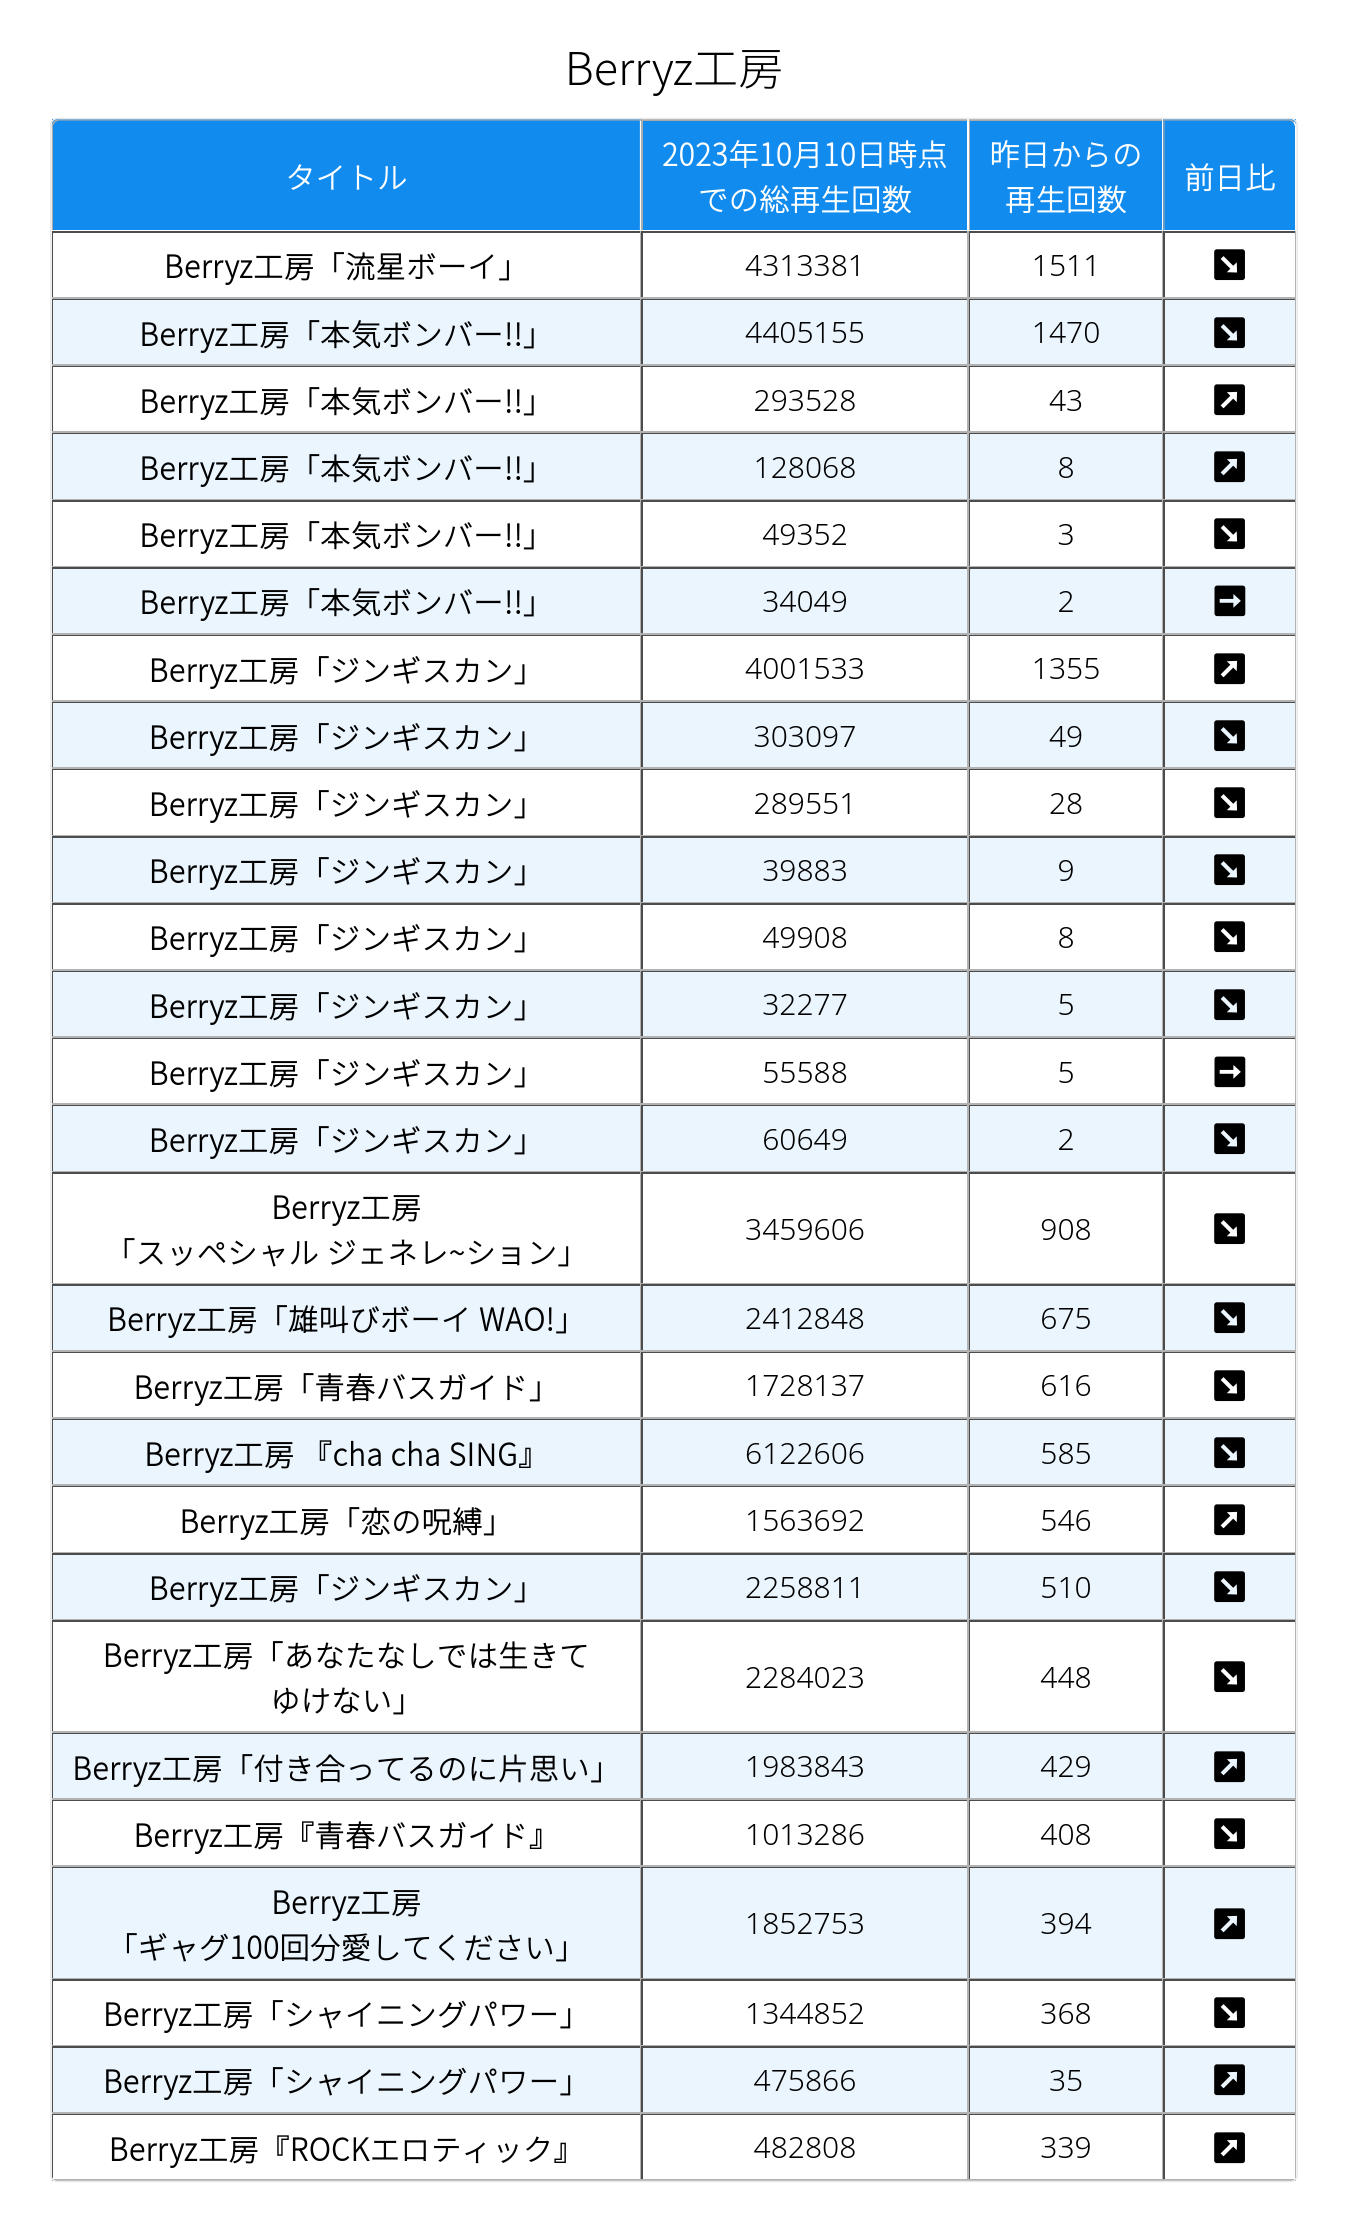 Berryz工房
タイトル 2023年10月10日時点 での総再生回数 昨日からの 再生回数 前日比
Berryz工房「流星ボーイ」 4313381 1511 ↘
Berryz工房「本気ボンバー!!」 4405155 1470 ↘
Berryz工房「本気ボンバー!!」 293528 43 ↗
Berryz工房「本気ボンバー!!」 128068 8 ↗
Berryz工房「本気ボンバー!!」 49352 3 ↘
Berryz工房「本気ボンバー!!」 34049 2 →
Berryz工房「ジンギスカン」 4001533 1355 ↗
Berryz工房「ジンギスカン」 303097 49 ↘
Berryz工房「ジンギスカン」 289551 28 ↘
Berryz工房「ジンギスカン」 39883 9 ↘
Berryz工房「ジンギスカン」 49908 8 ↘
Berryz工房「ジンギスカン」 32277 5 ↘
Berryz工房「ジンギスカン」 55588 5 →
Berryz工房「ジンギスカン」 60649 2 ↘
Berryz工房
「スッペシャル ジェネレ~ション」 3459606 908 ↘
Berryz工房「雄叫びボーイ WAO!」 2412848 675 ↘
Berryz工房「青春バスガイド」 1728137 616 ↘
Berryz工房 『cha cha SING』 6122606 585 ↘
Berryz工房「恋の呪縛」 1563692 546 ↗
Berryz工房「ジンギスカン」 2258811 510 ↘
Berryz工房「あなたなしでは生きて
ゆけない」 2284023 448 ↘
Berryz工房「付き合ってるのに片思い」 1983843 429 ↗
Berryz工房『青春バスガイド』 1013286 408 ↘
Berryz工房
「ギャグ100回分愛してください」 1852753 394 ↗
Berryz工房「シャイニングパワー」 1344852 368 ↘
Berryz工房「シャイニングパワー」 475866 35 ↗
Berryz工房『ROCKエロティック』 482808 339 ↗